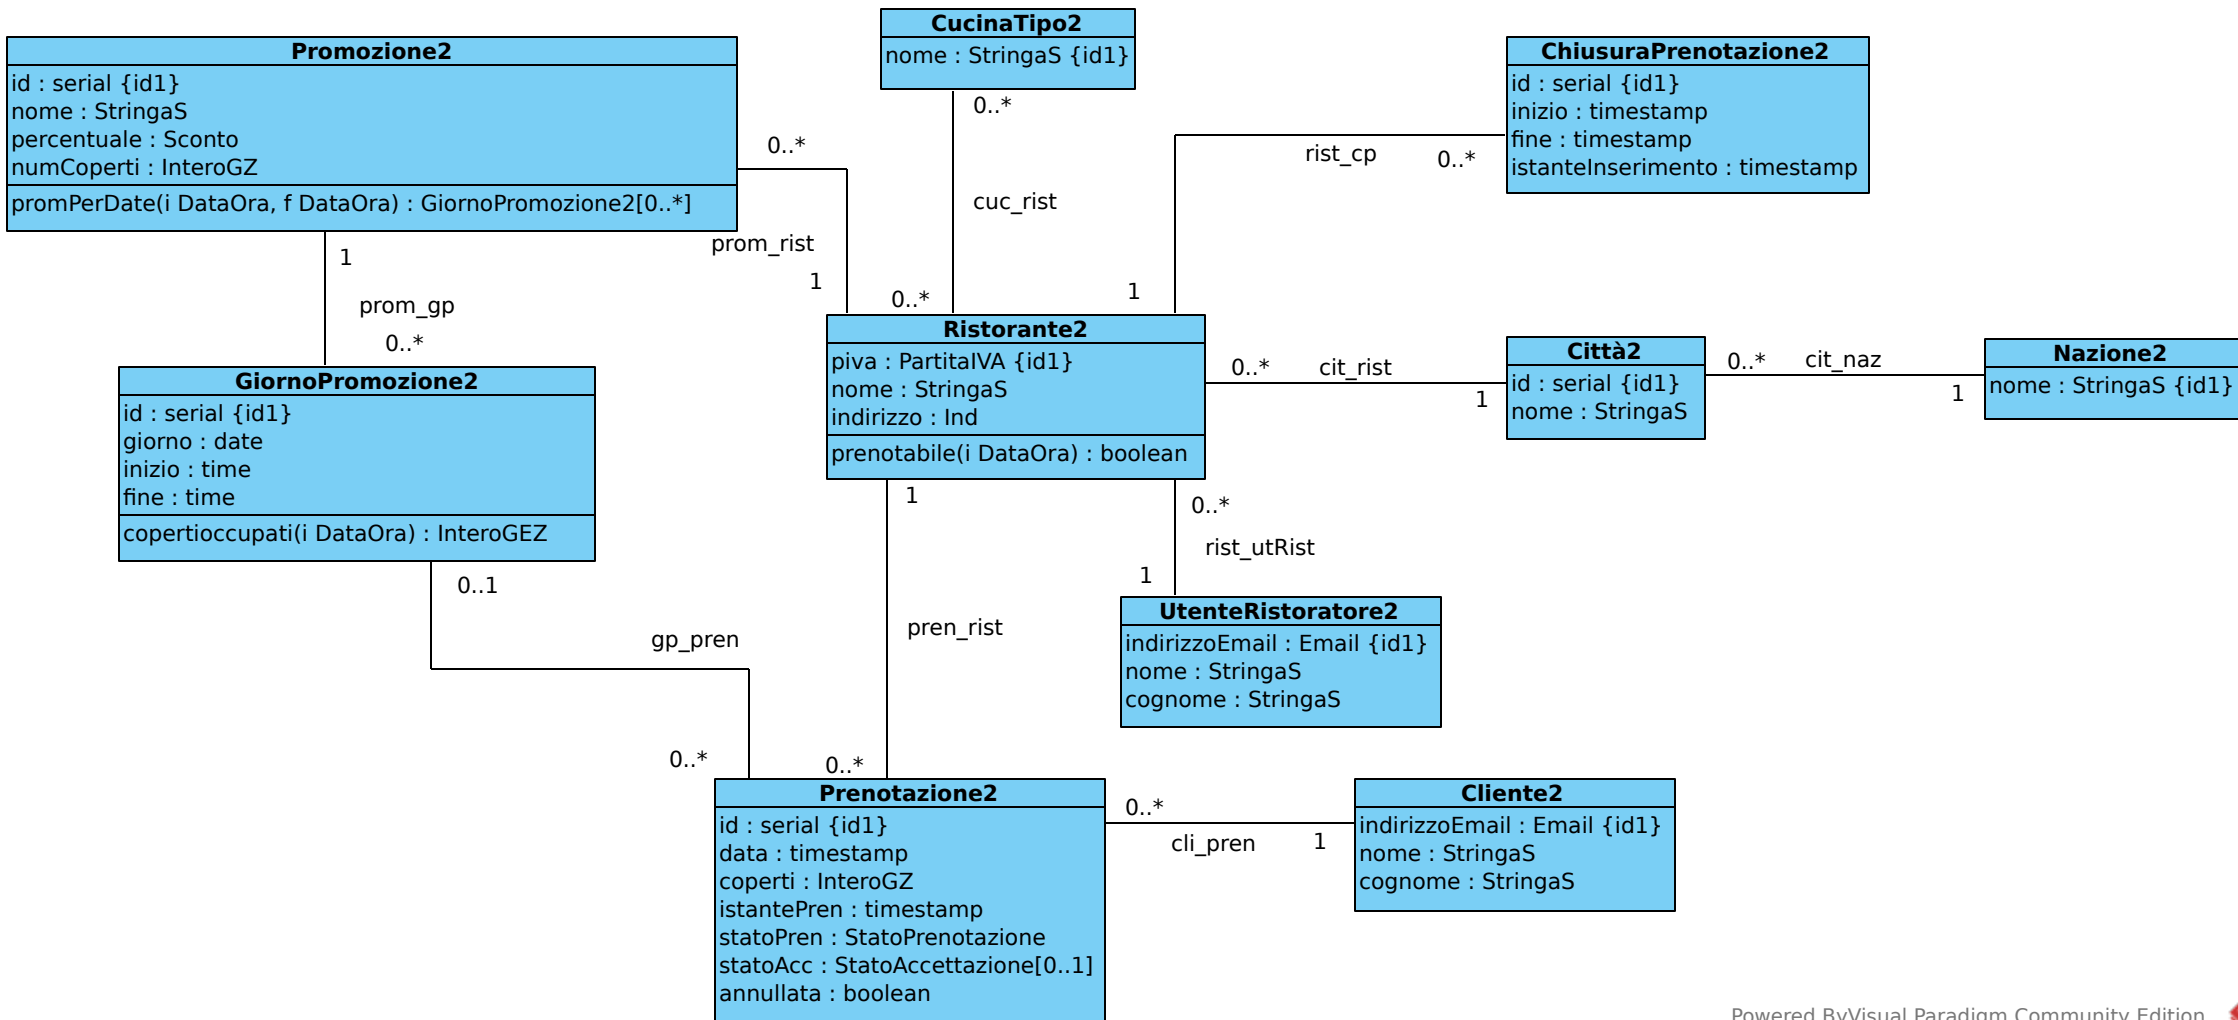 CucinaTipo2
nome : StringaS {id1}
0..*
cuc_rist
0..*
Promozione2
id : serial {id1}
nome : StringaS
percentuale : Sconto
numCoperti : InteroGZ
promPerDate(i DataOra, f DataOra) : GiornoPromozione2[0..*]
0..*
prom_rist
1
1
prom_gp
0..*
ChiusuraPrenotazione2
id : serial {id1}
inizio : timestamp
fine : timestamp
istanteInserimento : timestamp
rist_cp
0..*
1
GiornoPromozione2
id : serial {id1}
giorno : date
inizio : time
fine : time
copertioccupati(i DataOra) : InteroGEZ
0..1
gp_pren
0..*
Ristorante2
piva : PartitaIVA {id1}
nome : StringaS
indirizzo : Ind
prenotabile(i DataOra) : boolean
0..*
cit_rist
1
Città2
id : serial {id1}
nome : StringaS
0..*
cit_naz
1
Nazione2
nome : StringaS {id1}
1
pren_rist
0..*
0..*
rist_utRist
1
UtenteRistoratore2
indirizzoEmail : Email {id1}
nome : StringaS
cognome : StringaS
Prenotazione2
id : serial {id1}
data : timestamp
coperti : InteroGZ
istantePren : timestamp
statoPren : StatoPrenotazione
statoAcc : StatoAccettazione[0..1]
annullata : boolean
0..*
cli_pren
1
Cliente2
indirizzoEmail : Email {id1}
nome : StringaS
cognome : StringaS
Powered ByVisual Paradigm Community Edition